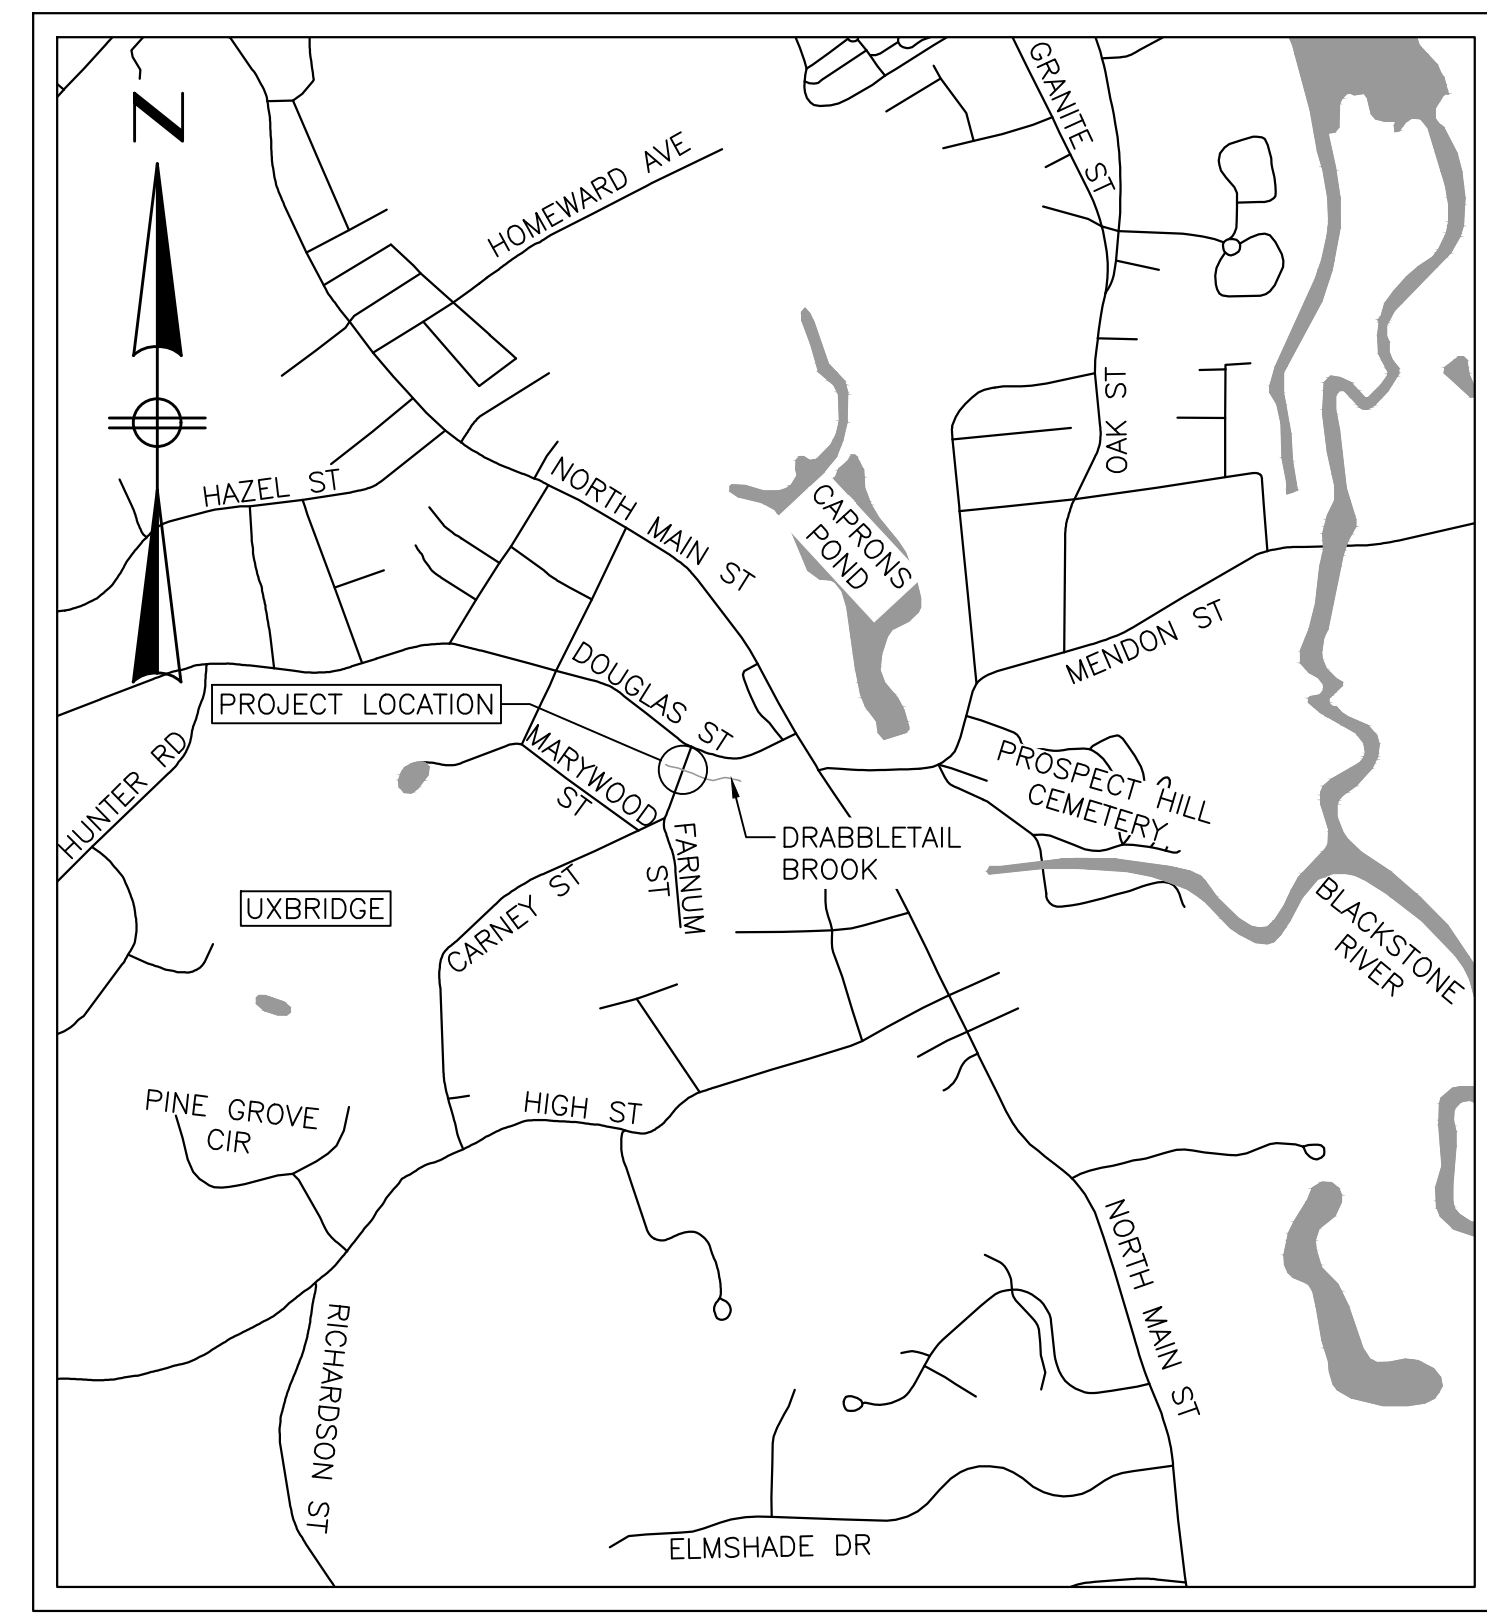 GRANITE ST
N
HOMEWARD AVE
OAK ST
HAZEL ST
NORTH MAIN ST
CAPRONS
POND
MENDON ST
DOUGLAS ST
PROJECT LOCATION
HUNTER RD
MARYWOOD
ST
PROSPECT HILL
CEMETERY
DRABBLETAIL
BROOK
FARNUM
ST
CARNEY ST
UXBRIDGE
BLACKSTONE
RIVER
PINE GROVE
CIR
HIGH ST
NORTH MAIN ST
RICHARDSON ST
ELMSHADE DR